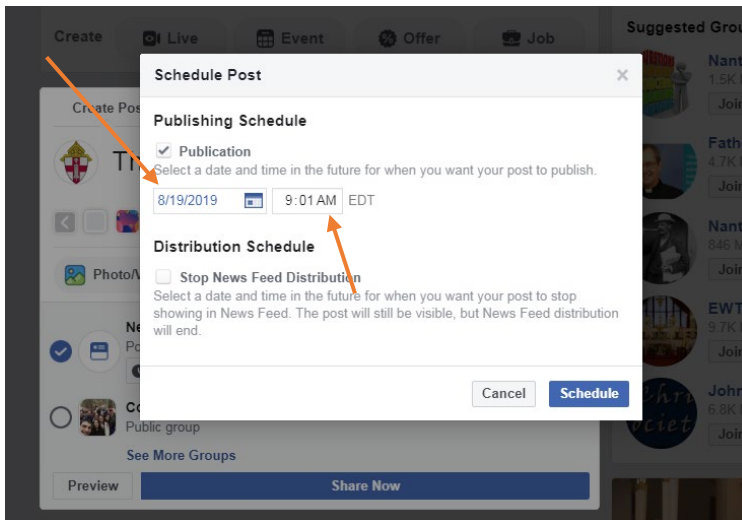 Create Live Event Offer Job
Suggested Grou
Schedule Post
Publishing Schedule
Publication
Select a date and time in the future for when you want your post to publish.
8/19/2019 9:01 AM EDT
Distribution Schedule
Stop News Feed Distribution
Select a date and time in the future for when you want your post to stop
showing in News Feed. The post will still be visible, but News Feed distribution
will end.
Cancel Schedule
Create Pos
Th
Photo/V
Ne
Po
Co
Public group
See More Groups
Preview Share Now
Nant
1.5K
Join
Fath
4.7K
Join
Nant
846 M
Join
EWT
9.7K
Join
John
6.8K
Join